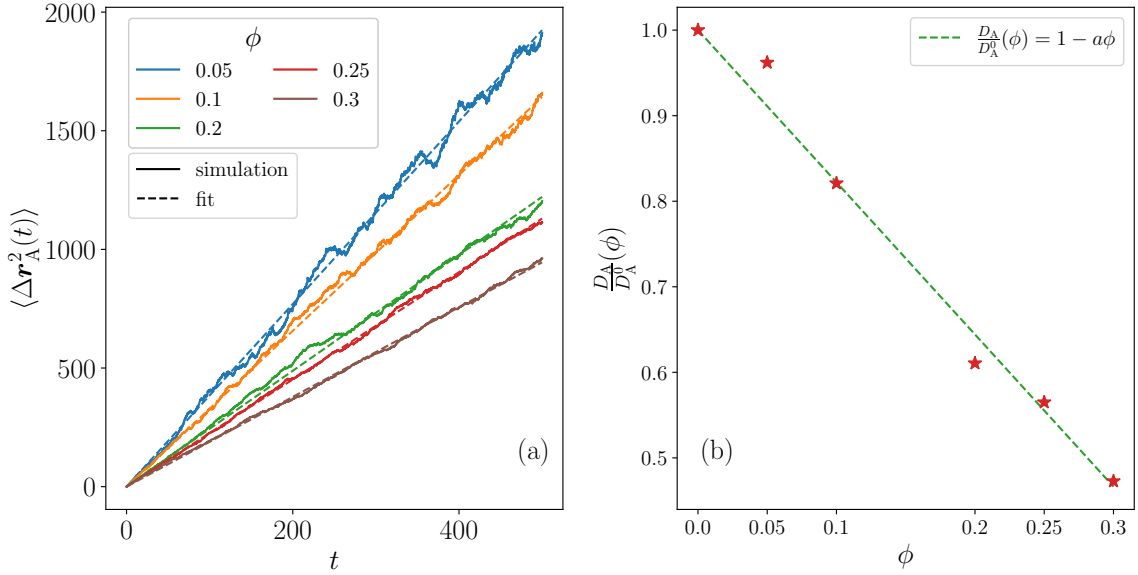 2000
1500
1000
500
0
0
200
400
t
⟨Δr_A^2(t)⟩
ϕ
0.05
0.1
0.2
0.25
0.3
simulation
fit
(a)
1.0
0.9
0.8
0.7
0.6
0.5
0.0
0.05
0.1
0.2
0.25
0.3
ϕ
D_A/D_A^0(ϕ)
D_A/D_A^0(ϕ) = 1 − aϕ
(b)